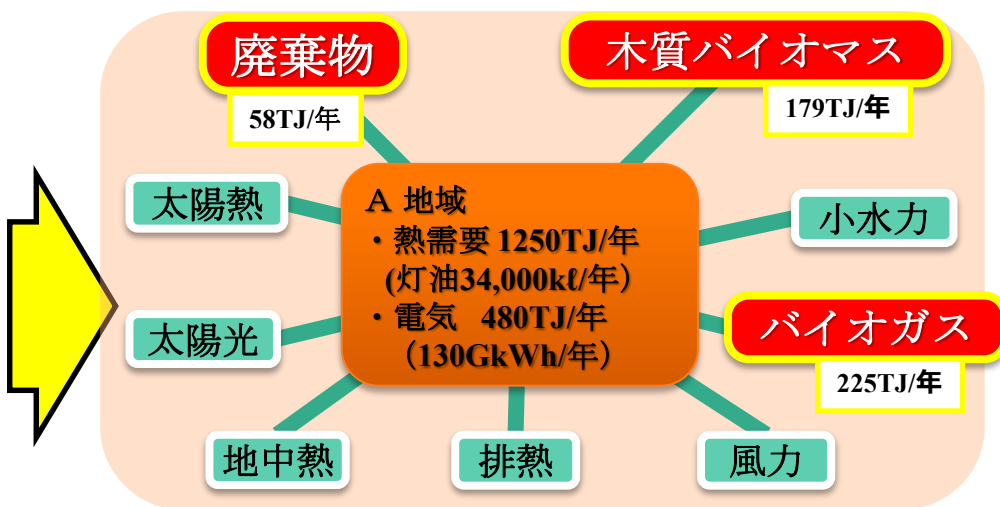 廃棄物
58TJ/年
木質バイオマス
179TJ/年
太陽熱
小水力
A 地域
・熱需要 1250TJ/年
(灯油34,000kℓ/年)
・電気 480TJ/年
(130GkWh/年)
太陽光
バイオガス
225TJ/年
地中熱
排熱
風力